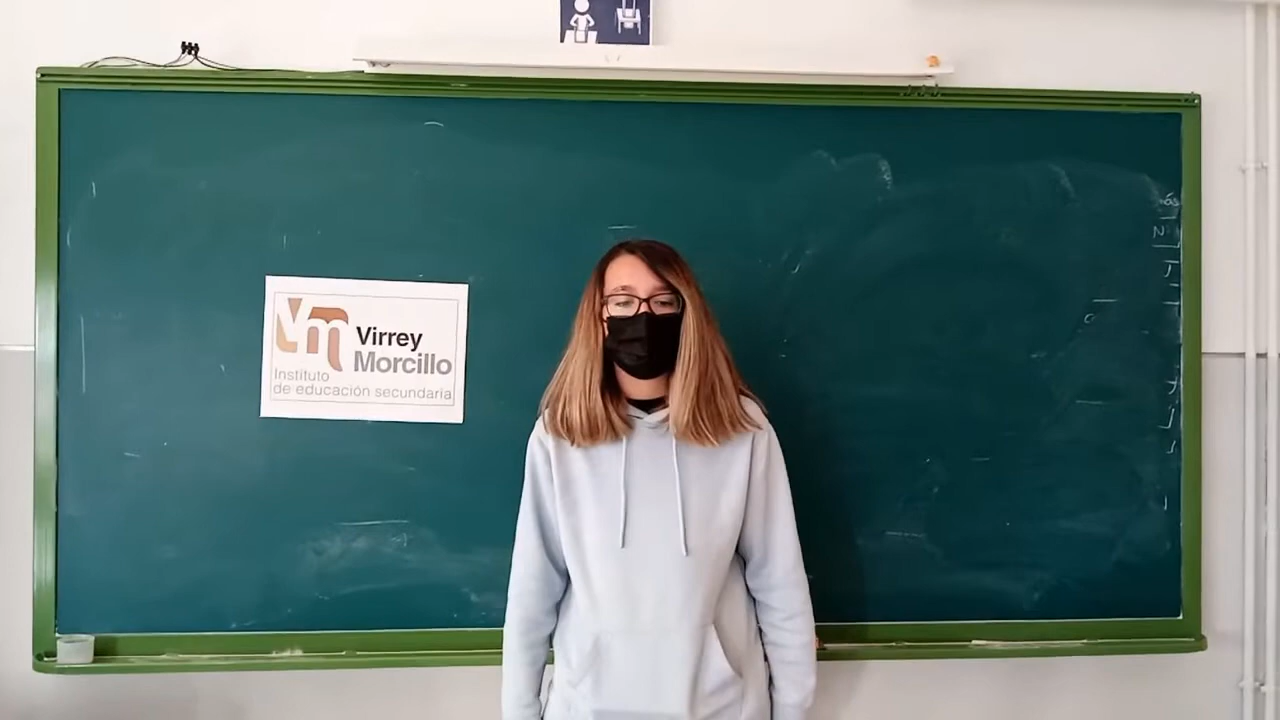 Vm
Virrey
Morcillo
Instituto
de educación secundaria